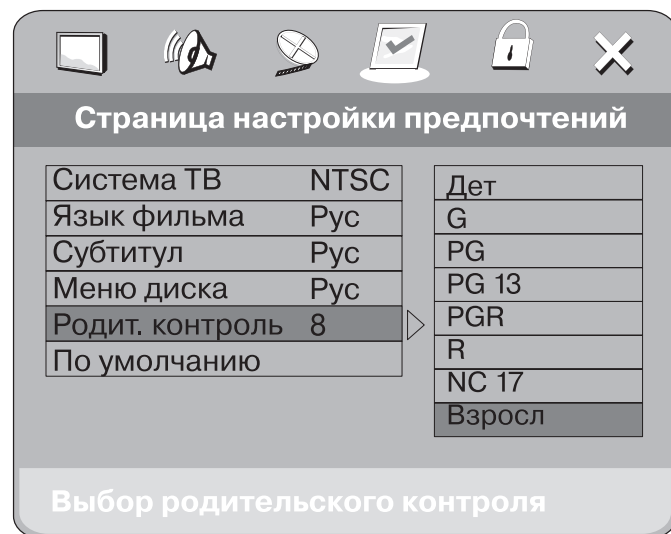 Страница настройки предпочтений
Система ТВ NTSC
Язык фильма Рус
Субтитул Рус
Меню диска Рус
Родит. контроль 8
По умолчанию
Дет
G
PG
PG 13
PGR
R
NC 17
Взросл
Выбор родительского контроля